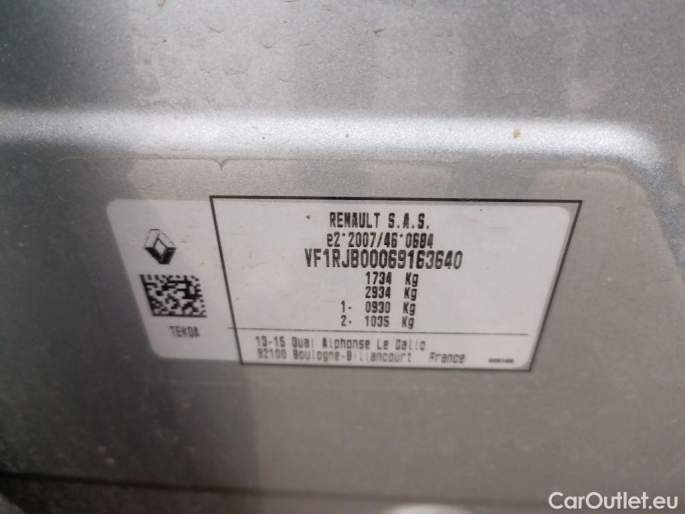 RENAULT S.A.S.
e2*2007/46*0684
VF1RJB00069163640
1734 Kg
2934 Kg
1- 0930 Kg
2- 1035 Kg
TEKOA
13-15 Quai Alphonse Le Gallo
92100 Boulogne-Billancourt France
CarOutlet.eu